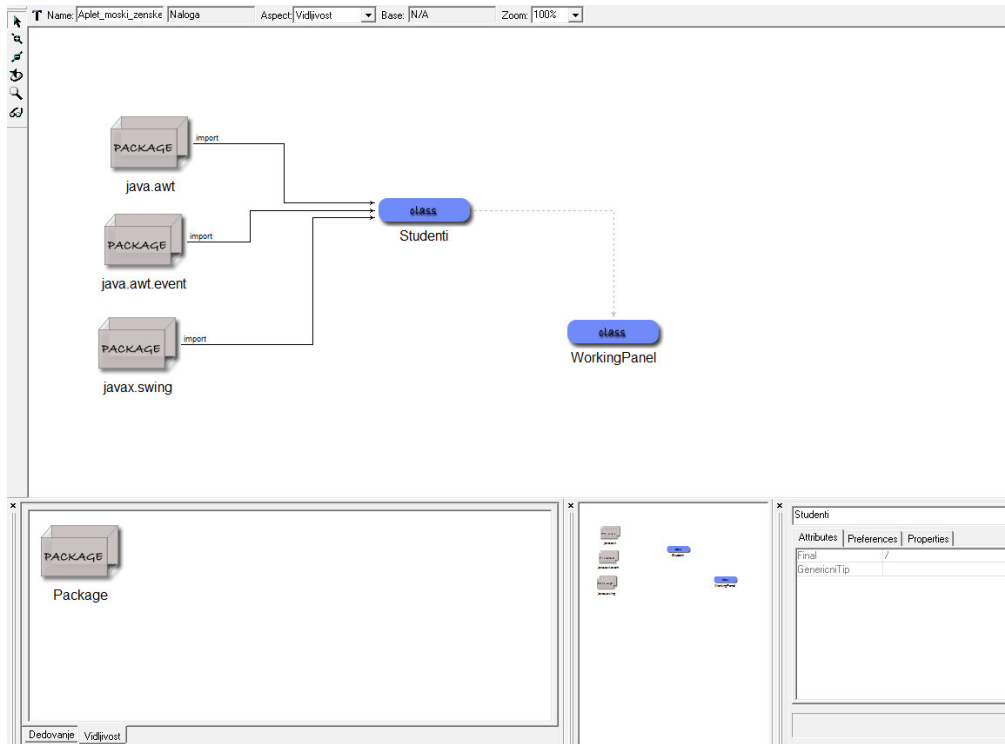 T Name: Aplet_moski_zenske Naloga Aspect: Vidljivost Base: N/A Zoom: 100%
PACKAGE
import
java.awt
class
Studenti
PACKAGE
import
java.awt.event
class
WorkingPanel
PACKAGE
import
javax.swing
PACKAGE
Package
Dedovanje Vidljivost
Studenti
Attributes Preferences Properties
Final /
GenericniTip